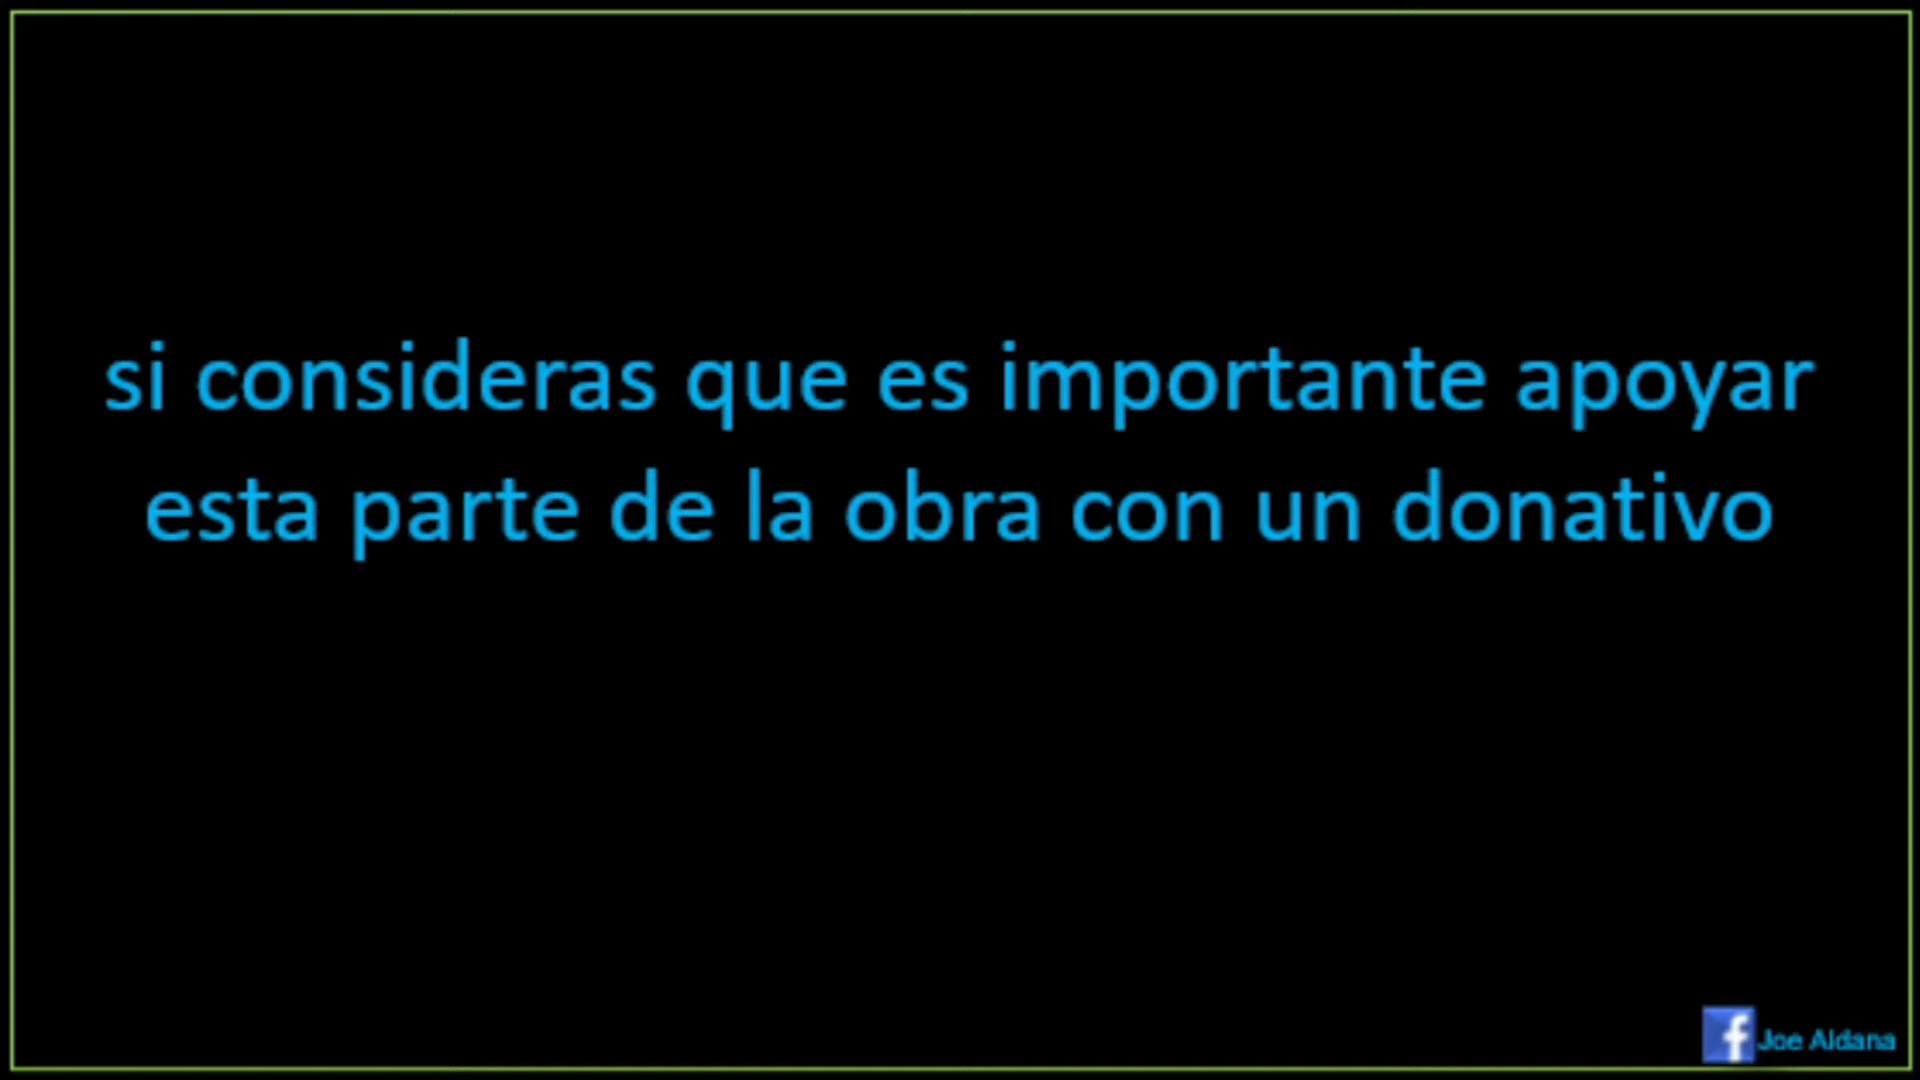 si consideras que es importante apoyar
esta parte de la obra con un donativo
f Joe Aldana